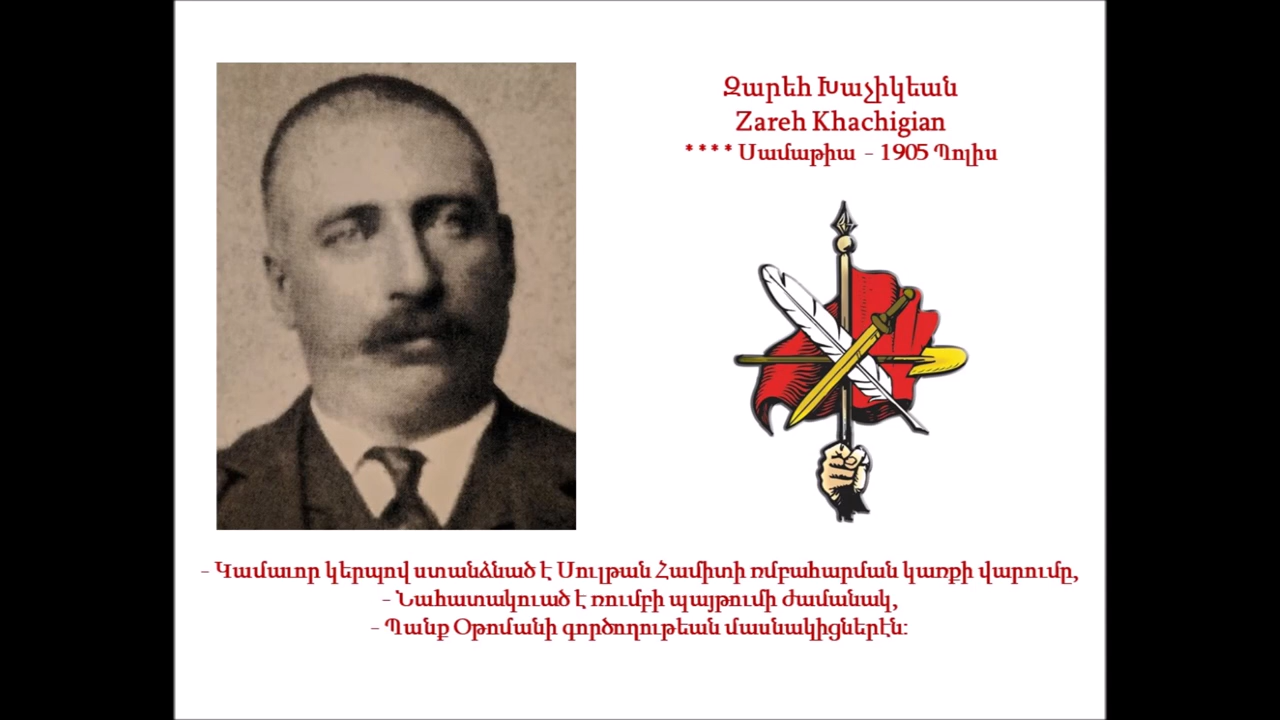 Զարեհ Խաչիկեան
Zareh Khachigian
**** Սամաթիա - 1905 Պոլիս
- Կամաւոր կերպով ստանձնած է Սուլթան Համիտի ռմբահարման կառքի վարումը,
- Նահատակուած է ռումբի պայթումի ժամանակ,
- Պանք Օթոմանի գործողութեան մասնակիցներէն: